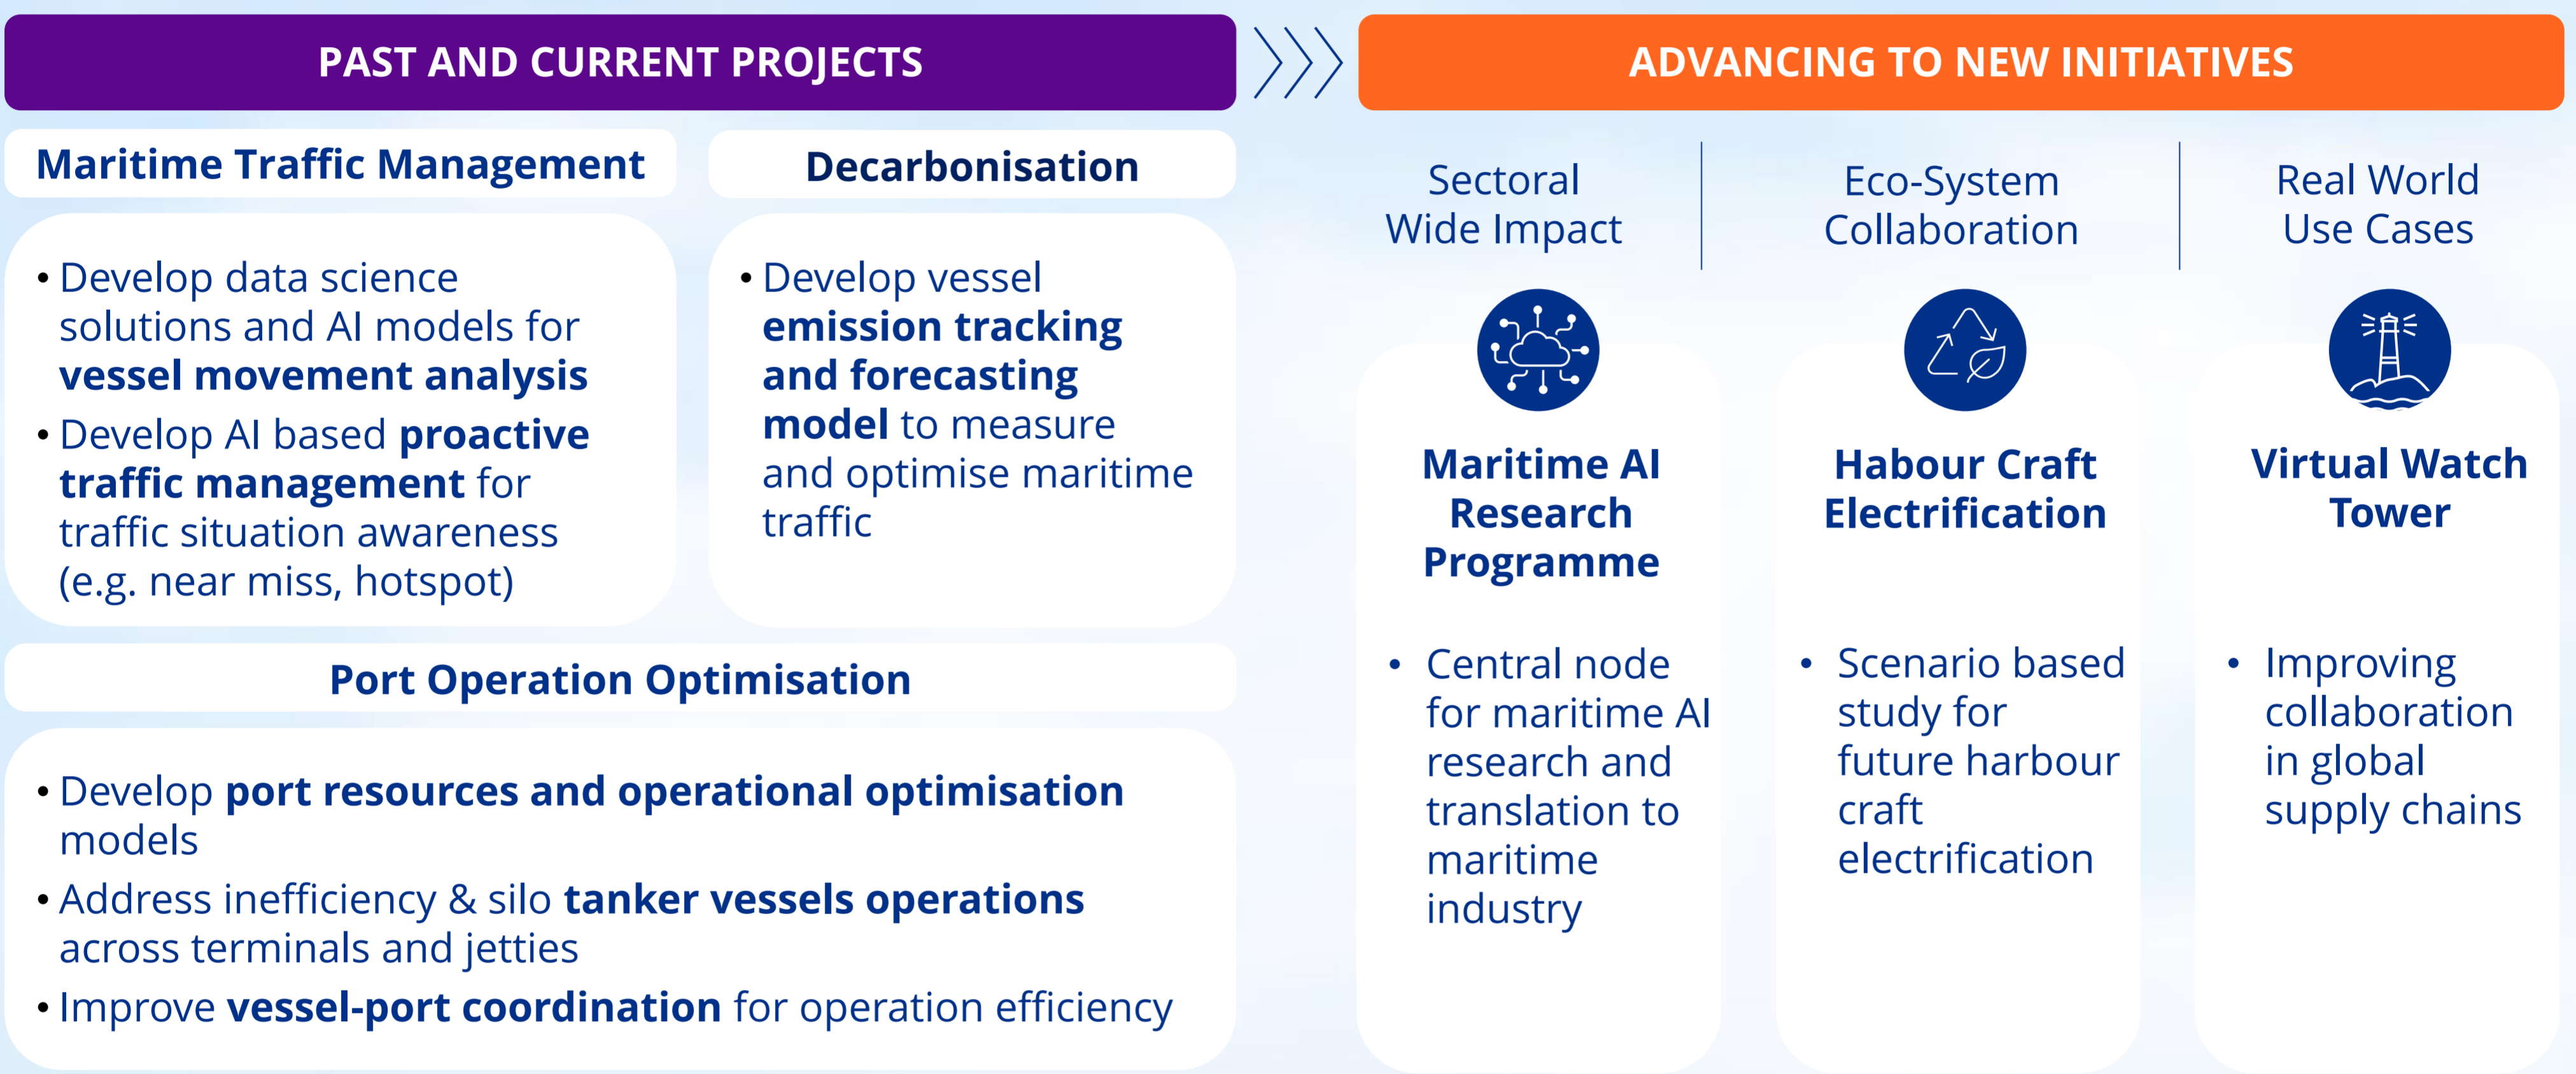 PAST AND CURRENT PROJECTS
ADVANCING TO NEW INITIATIVES
Maritime Traffic Management
• Develop data science
solutions and AI models for
vessel movement analysis
• Develop AI based proactive
traffic management for
traffic situation awareness
(e.g. near miss, hotspot)
Decarbonisation
• Develop vessel
emission tracking
and forecasting
model to measure
and optimise maritime
traffic
Port Operation Optimisation
• Develop port resources and operational optimisation
models
• Address inefficiency & silo tanker vessels operations
across terminals and jetties
• Improve vessel-port coordination for operation efficiency
Sectoral
Wide Impact
Eco-System
Collaboration
Real World
Use Cases
Maritime AI
Research
Programme
• Central node
for maritime AI
research and
translation to
maritime
industry
Habour Craft
Electrification
• Scenario based
study for
future harbour
craft
electrification
Virtual Watch
Tower
• Improving
collaboration
in global
supply chains